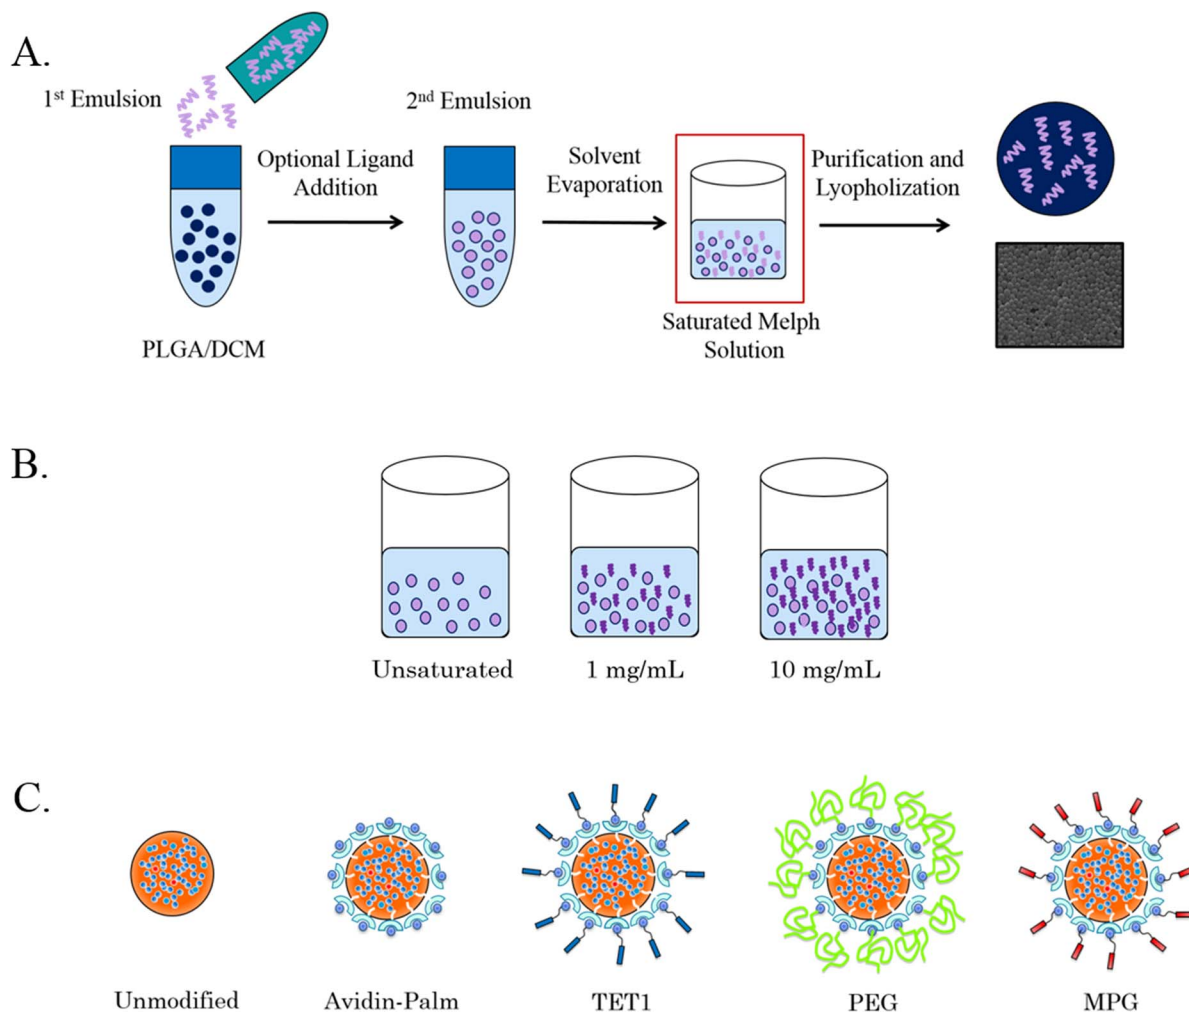 A.
1st Emulsion
2nd Emulsion
Optional Ligand
Addition
Solvent
Evaporation
Purification and
Lyopholization
PLGA/DCM
Saturated Melph
Solution
B.
Unsaturated
1 mg/mL
10 mg/mL
C.
Unmodified
Avidin-Palm
TET1
PEG
MPG